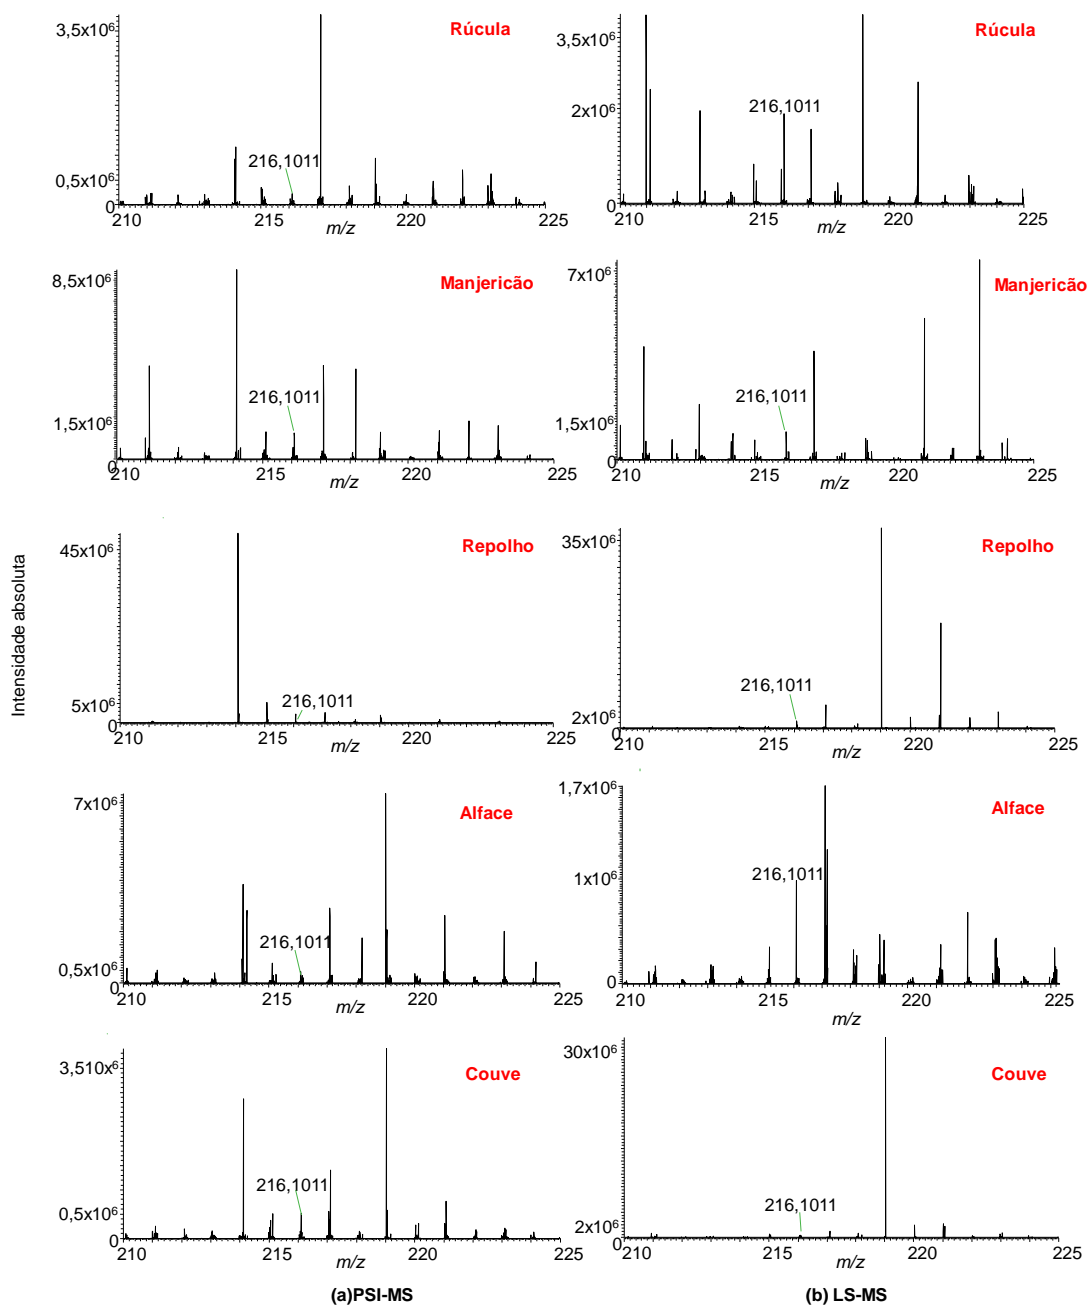 Intensidade absoluta
3,5x10⁶
Rúcula
216,1011
0,5x10⁶
0
210 215 220 225
m/z
3,5x10⁶
Rúcula
216,1011
2x10⁶
0
210 215 220 225
m/z
8,5x10⁶
Manjericão
216,1011
1,5x10⁶
0
210 215 220 225
m/z
7x10⁶
Manjericão
216,1011
1,5x10⁶
0
210 215 220 225
m/z
45x10⁶
Repolho
216,1011
5x10⁶
0
210 215 220 225
m/z
35x10⁶
Repolho
216,1011
2x10⁶
0
210 215 220 225
m/z
7x10⁶
Alface
216,1011
0,5x10⁶
0
210 215 220 225
m/z
1,7x10⁶
Alface
216,1011
1x10⁶
0
210 215 220 225
m/z
3,510x⁶
Couve
216,1011
0,5x10⁶
0
210 215 220 225
m/z
30x10⁶
Couve
216,1011
2x10⁶
0
210 215 220 225
m/z
(a)PSI-MS
(b) LS-MS